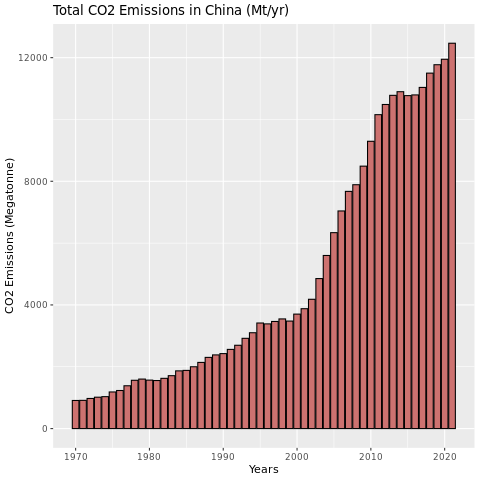 Total CO2 Emissions in China (Mt/yr)
CO2 Emissions (Megatonne)
12000
8000
4000
0
1970 1980 1990 2000 2010 2020
Years